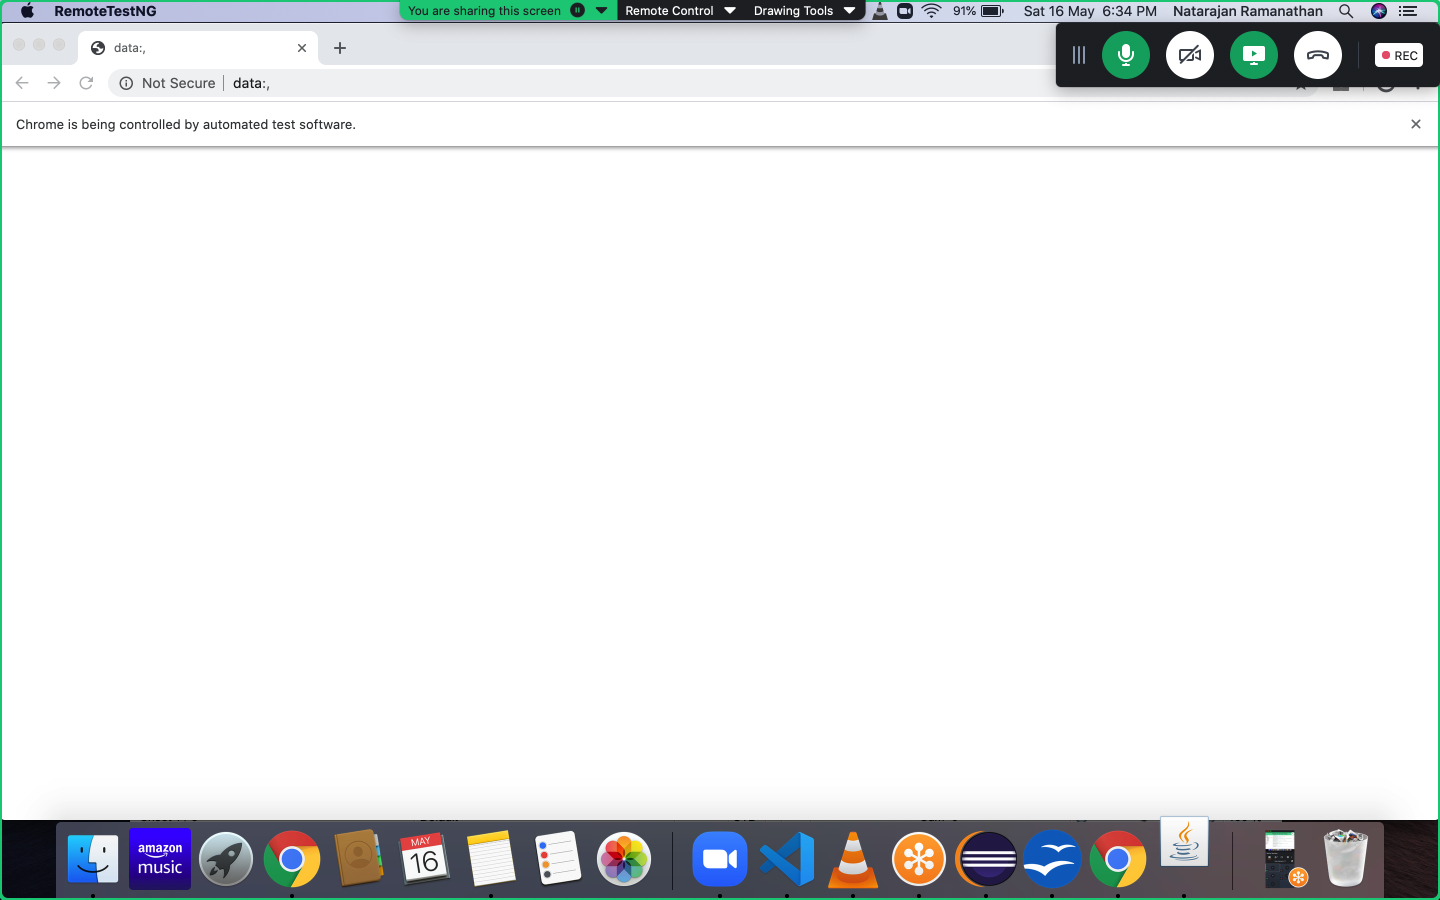 RemoteTestNG
You are sharing this screen
Remote Control
Drawing Tools
91%
Sat 16 May 6:34 PM
Natarajan Ramanathan
data:,
REC
Not Secure
data:,
Chrome is being controlled by automated test software.
amazon
music
MAY
16